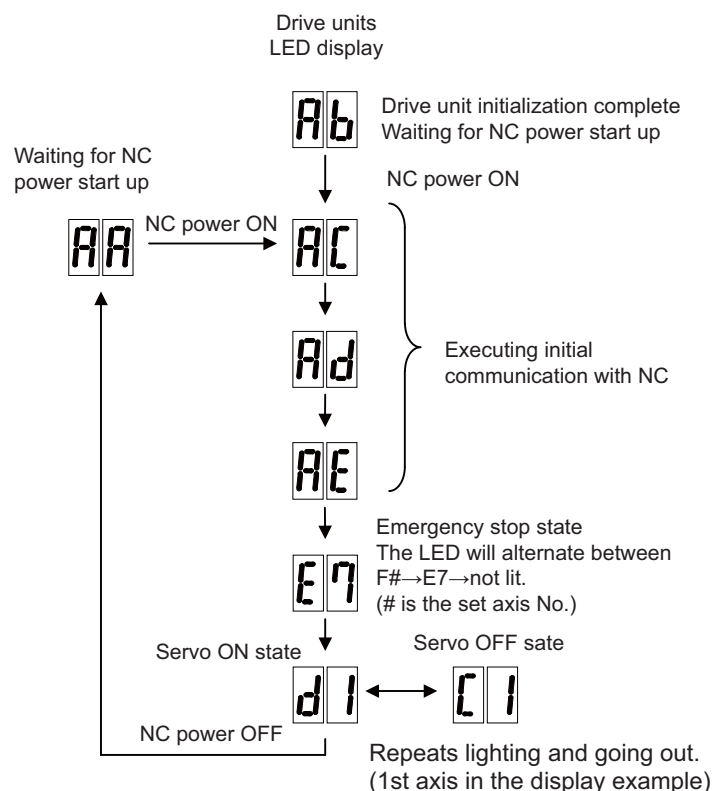 Drive units
LED display
Ab
Drive unit initialization complete
Waiting for NC power start up
Waiting for NC
power start up
NC power ON
AA
NC power ON
AC
Ad
Executing initial
communication with NC
AE
Emergency stop state
The LED will alternate between
F#→E7→not lit.
(# is the set axis No.)
E7
Servo ON state
Servo OFF sate
d1
C1
NC power OFF
Repeats lighting and going out.
(1st axis in the display example)